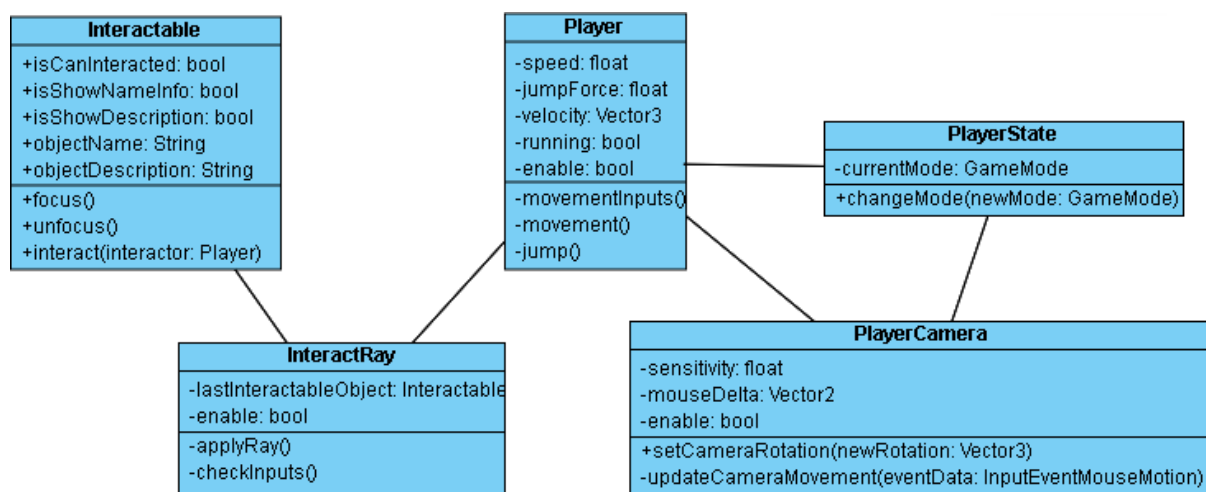 Interactable
+isCanInteracted: bool
+isShowNameInfo: bool
+isShowDescription: bool
+objectName: String
+objectDescription: String
+focus()
+unfocus()
+interact(interactor: Player)
Player
-speed: float
-jumpForce: float
-velocity: Vector3
-running: bool
-enable: bool
-movementInputs()
-movement()
-jump()
PlayerState
-currentMode: GameMode
+changeMode(newMode: GameMode)
InteractRay
-lastInteractableObject: Interactable
-enable: bool
-applyRay()
-checkInputs()
PlayerCamera
-sensitivity: float
-mouseDelta: Vector2
-enable: bool
+setCameraRotation(newRotation: Vector3)
-updateCameraMovement(eventData: InputEventMouseMotion)